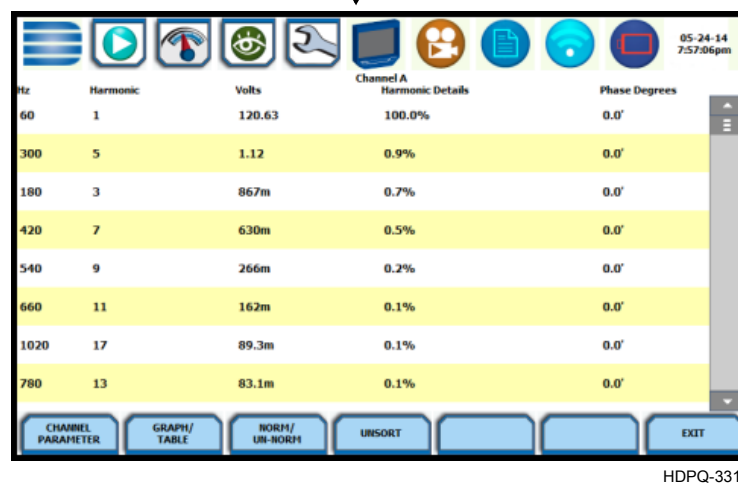 05-24-14
7:57:06pm
Channel A
Hz Harmonic Volts Harmonic Details Phase Degrees
60 1 120.63 100.0% 0.0'
300 5 1.12 0.9% 0.0'
180 3 867m 0.7% 0.0'
420 7 630m 0.5% 0.0'
540 9 266m 0.2% 0.0'
660 11 162m 0.1% 0.0'
1020 17 89.3m 0.1% 0.0'
780 13 83.1m 0.1% 0.0'
CHANNEL
PARAMETER
GRAPH/
TABLE
NORM/
UN-NORM
UNSORT
EXIT
HDPQ-331